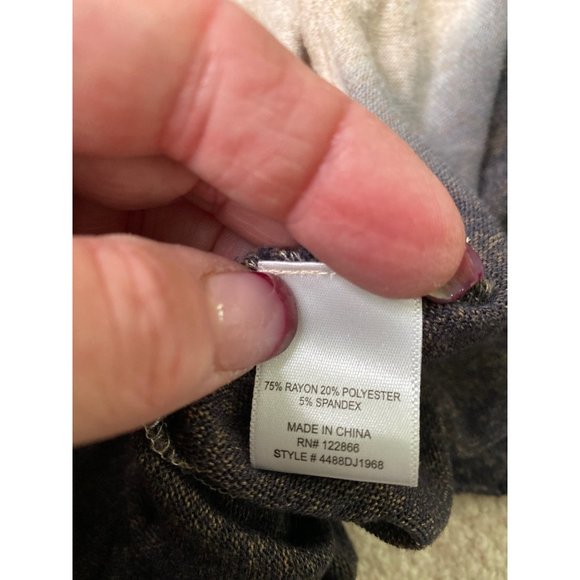 75% RAYON 20% POLYESTER
5% SPANDEX
MADE IN CHINA
RN# 122866
STYLE # 4488DJ1968